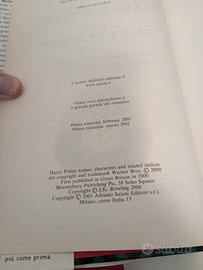 Il nostro indirizzo internet è:
www.salani.it
Visita www.InfiniteStorie.it
il grande portale del romanzo
Prima edizione: febbraio 2001
Prima ristampa: marzo 2001
Harry Potter names, characters and related indicia
are copyright and trademark Warner Bros, © 2000
First published in Great Britain in 2000
Bloomsbury Publishing Plc, 38 Soho Square
Copyright © J.K. Rowling 2000
Copyright © 2001 Adriano Salani Editore s.r.l.
Milano, corso Italia 13
più come prima.
subito